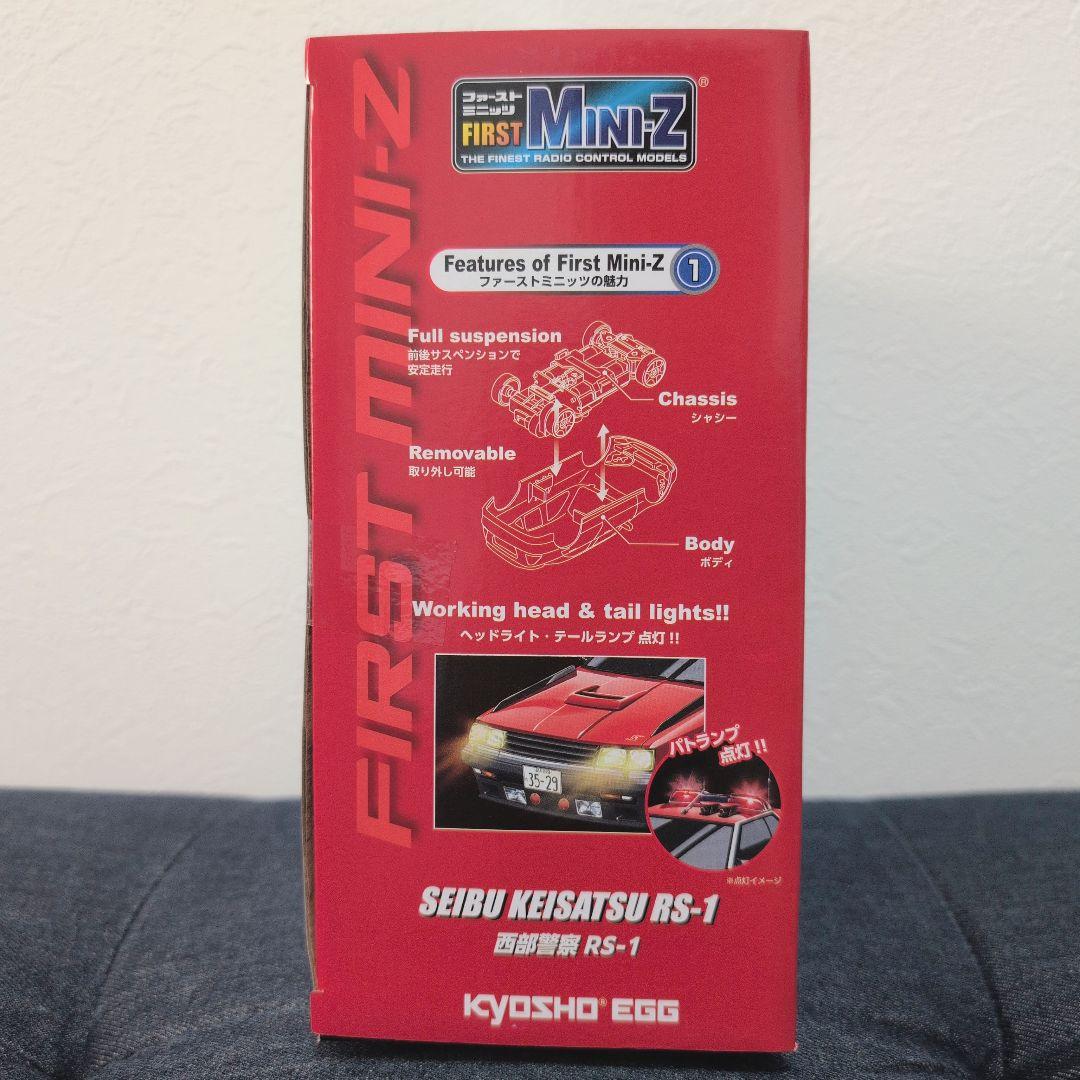 FIRST MINI-Z
ファースト
ミニッツ
FIRST MINI-Z
®
THE FINEST RADIO CONTROL MODELS
Features of First Mini-Z
ファーストミニッツの魅力
1
Full suspension
前後サスペンションで
安定走行
Chassis
シャシー
Removable
取り外し可能
Body
ボディ
Working head & tail lights!!
ヘッドライト・テールランプ 点灯!!
35-29
パトランプ
点灯!!
※点灯イメージ
SEIBU KEISATSU RS-1
西部警察 RS-1
KYOSHO® EGG